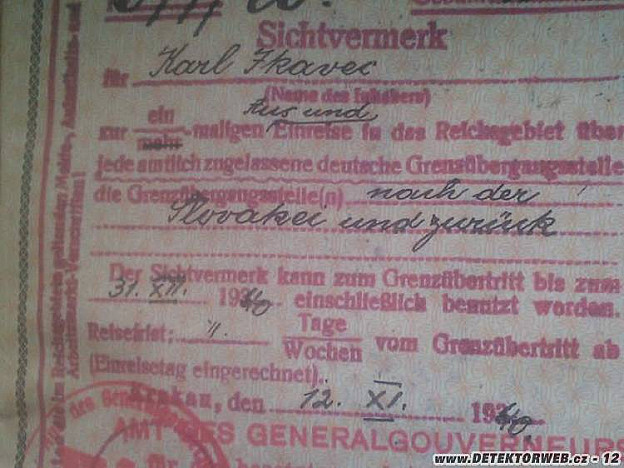 Sichtvermerk
für Karl Ikavec
(Name des Inhabers)
ein Aus und
zur mehr -maligen Einreise in das Reichsgebiet über
jede amtlich zugelassene deutsche Grenzübergangsstelle
die Grenzübergangsstelle(n) nach der
Slovakei und zurück
Der Sichtvermerk kann zum Grenzübertritt bis zum
31. XII. 1940 einschließlich benutzt werden.
Reisefrist: " Tage
Wochen vom Grenzübertritt ab
(Einreisetag eingerechnet).
Krakau, den 12. XI. 1940.
AMT DES GENERALGOUVERNEURS
www.DETEKTORWEB.cz - 12